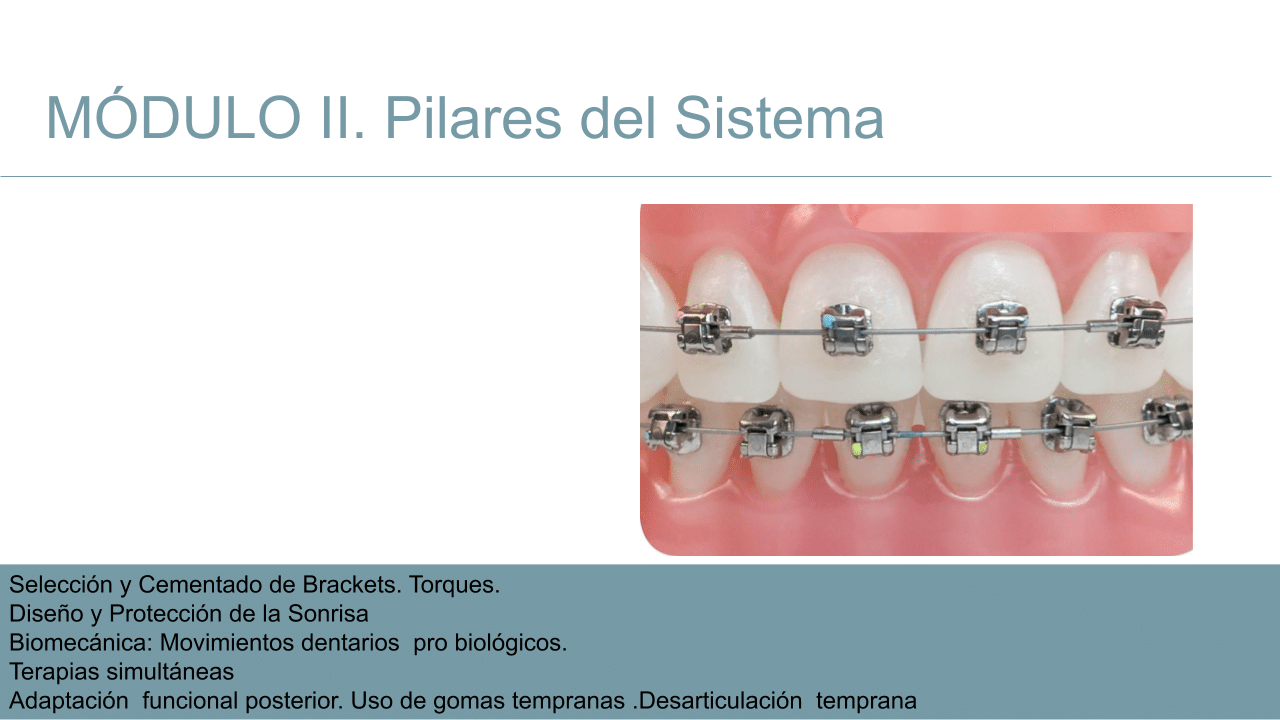 MÓDULO II. Pilares del Sistema
Selección y Cementado de Brackets. Torques.
Diseño y Protección de la Sonrisa
Biomecánica: Movimientos dentarios  pro biológicos.
Terapias simultáneas
Adaptación  funcional posterior. Uso de gomas tempranas .Desarticulación  temprana